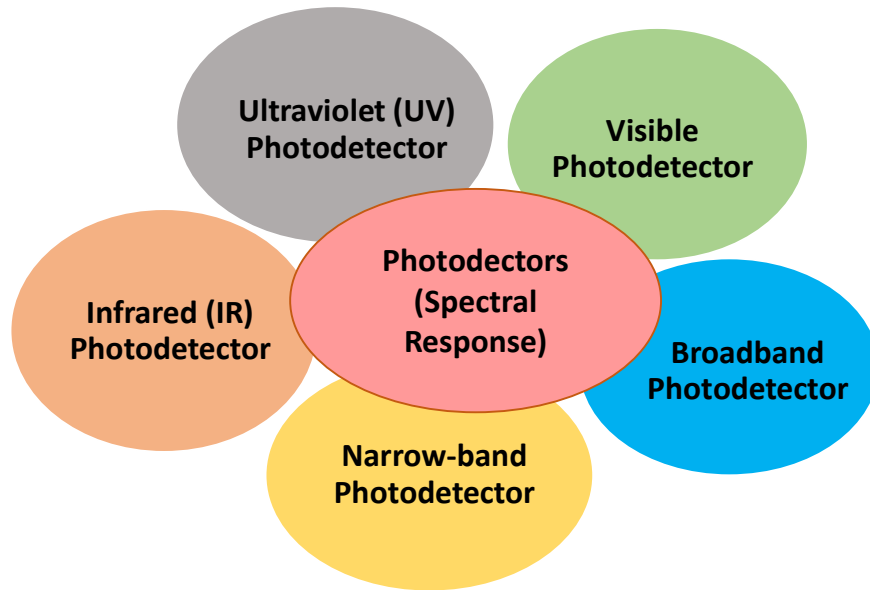 Ultraviolet (UV)
Photodetector
Visible
Photodetector
Photodectors
(Spectral
Response)
Infrared (IR)
Photodetector
Broadband
Photodetector
Narrow-band
Photodetector